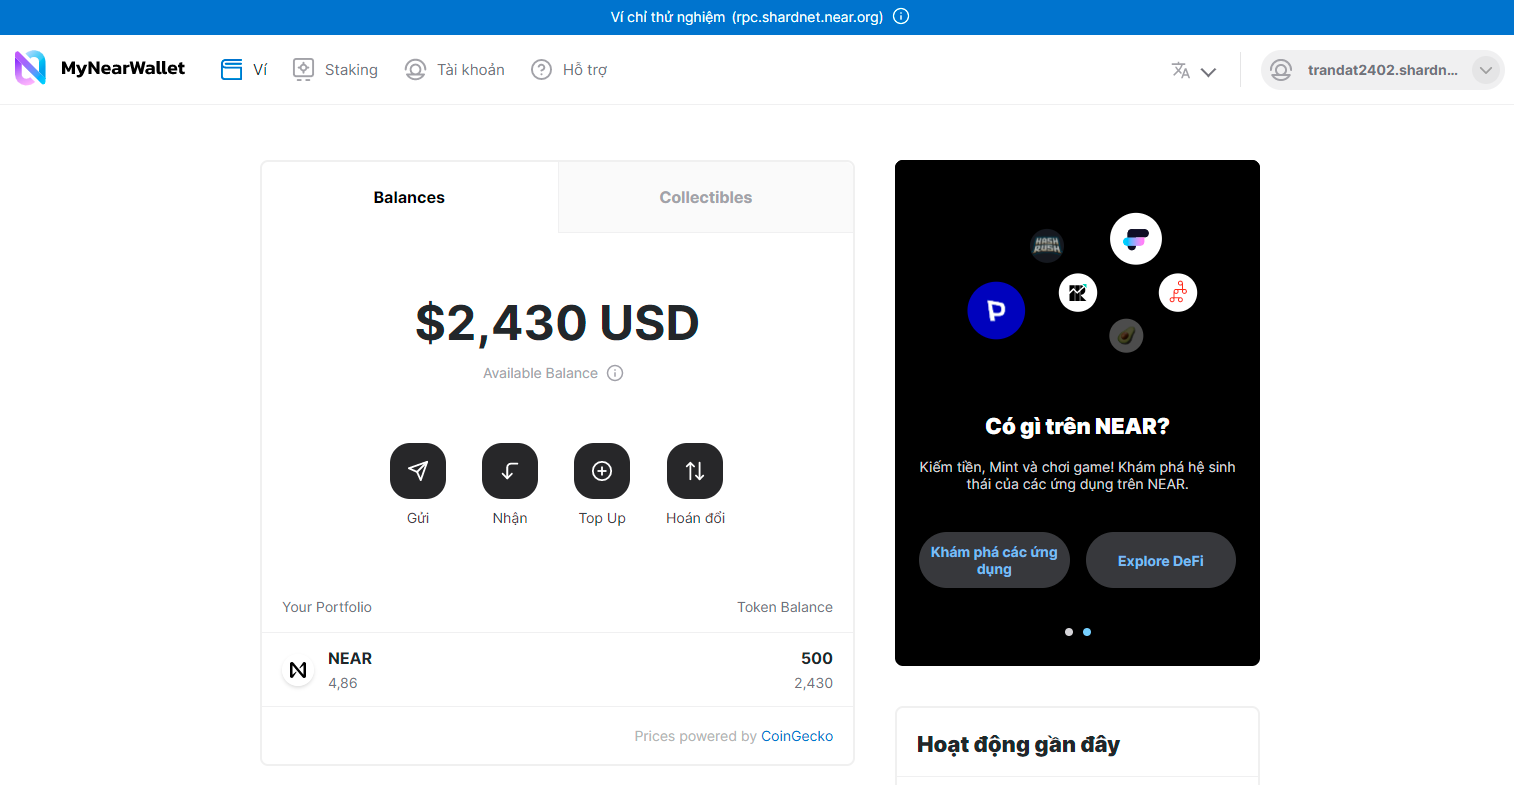 Ví chỉ thử nghiệm (rpc.shardnet.near.org)
MyNearWallet
Ví
Staking
Tài khoản
Hỗ trợ
trandat2402.shardn...
Balances
Collectibles
$2,430 USD
Available Balance
Gửi
Nhận
Top Up
Hoán đổi
Your Portfolio
Token Balance
NEAR
500
4,86
2,430
Prices powered by CoinGecko
HASH
RUSH
P
Có gì trên NEAR?
Kiếm tiền, Mint và chơi game! Khám phá hệ sinh
thái của các ứng dụng trên NEAR.
Khám phá các ứng
dụng
Explore DeFi
Hoạt động gần đây